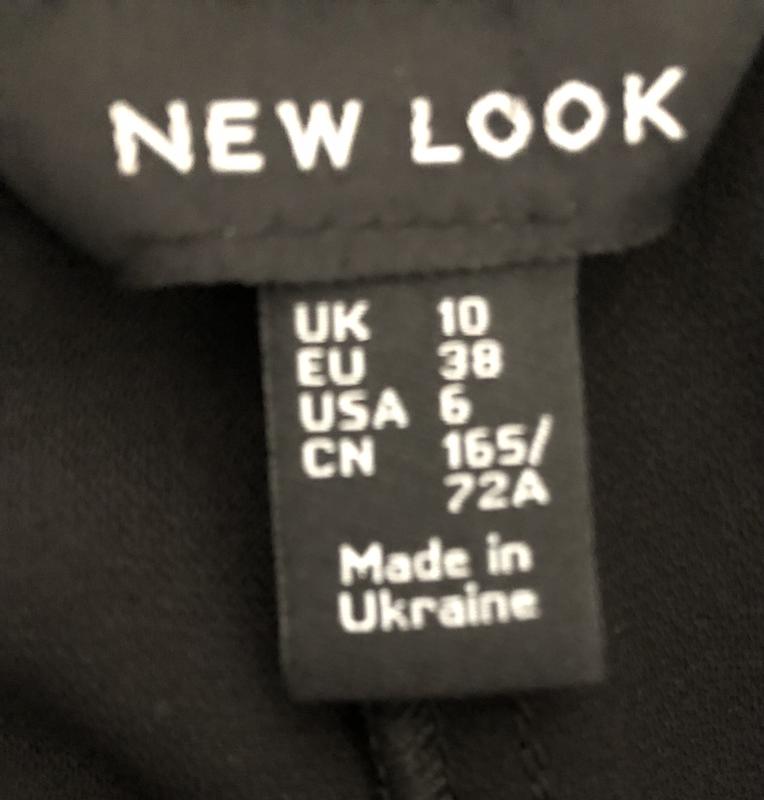 NEW LOOK
UK 10
EU 38
USA 6
CN 165/
72A
Made in
Ukraine